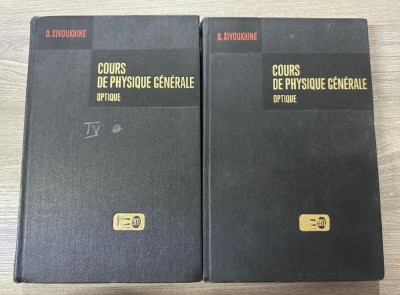 D. SIVOUKHINE
COURS
DE PHYSIQUE GÉNÉRALE
OPTIQUE
IV
D. SIVOUKHINE
COURS
DE PHYSIQUE GÉNÉRALE
OPTIQUE